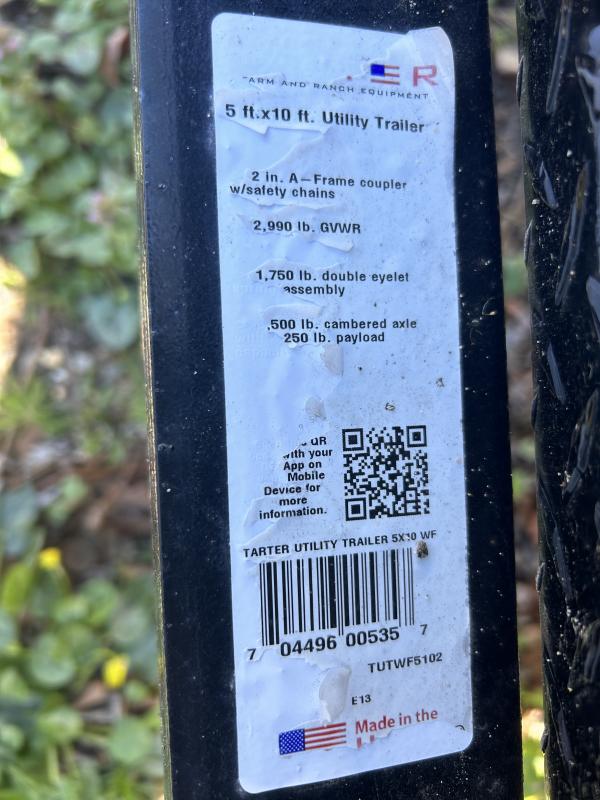 ER
ARM AND RANCH EQUIPMENT
5 ft.x10 ft. Utility Trailer
2 in. A-Frame coupler
w/safety chains
2,990 lb. GVWR
1,750 lb. double eyelet
assembly
,500 lb. cambered axle
250 lb. payload
QR
with your
App on
Mobile
Device for
more
information.
TARTER UTILITY TRAILER 5X10 WF
7 04496 00535 7
TUTWF5102
E13
Made in the